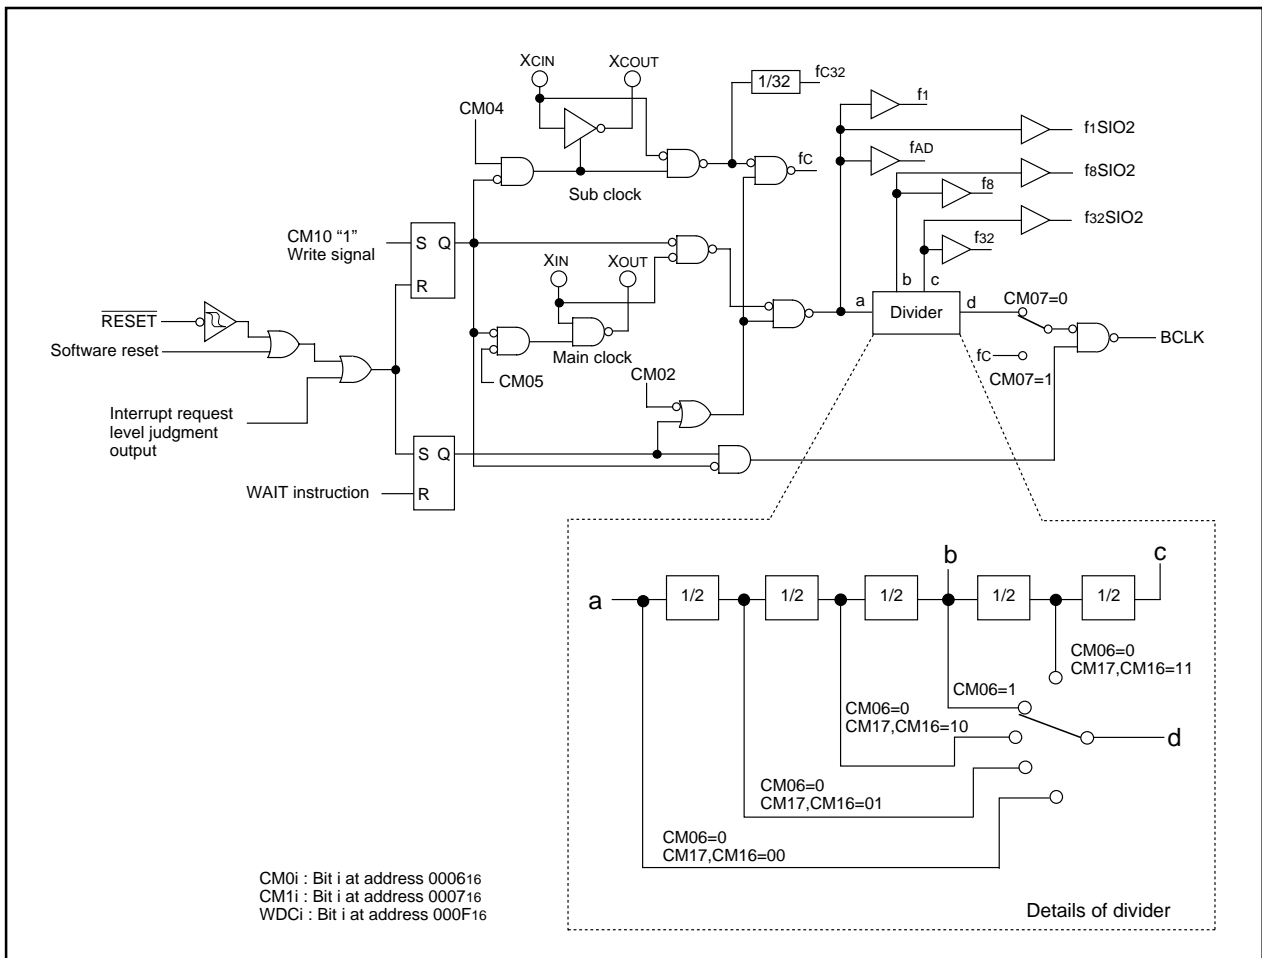 XCIN
XCOUT
1/32
fC32
CM04
f1
f1SIO2
fAD
fC
f8SIO2
f8
Sub clock
f32SIO2
f32
CM10 “1”
Write signal
S Q
R
XIN
XOUT
b c
a
Divider
d
CM07=0
RESET
Software reset
Main clock
CM05
CM02
fC
CM07=1
BCLK
Interrupt request
level judgment
output
S Q
R
WAIT instruction
a
1/2
1/2
1/2
b
1/2
1/2
c
CM06=0
CM17,CM16=11
CM06=1
CM06=0
CM17,CM16=10
d
CM06=0
CM17,CM16=01
CM06=0
CM17,CM16=00
CM0i : Bit i at address 000616
CM1i : Bit i at address 000716
WDCi : Bit i at address 000F16
Details of divider